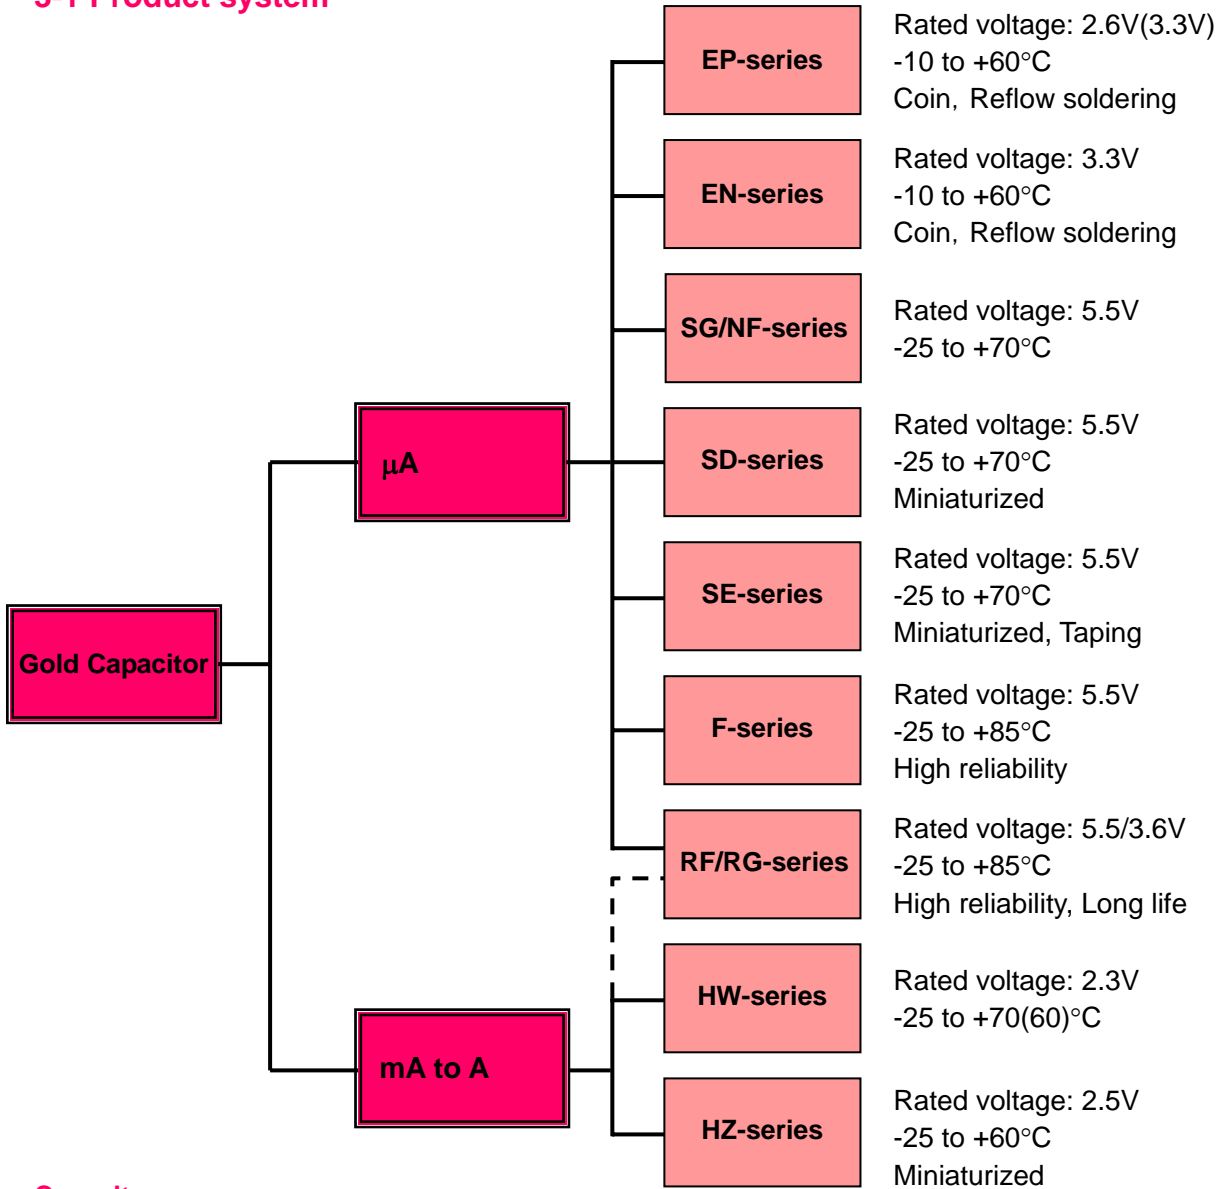 3-1 Product system
EP-series
Rated voltage: 2.6V(3.3V)
-10 to +60°C
Coin, Reflow soldering
EN-series
Rated voltage: 3.3V
-10 to +60°C
Coin, Reflow soldering
SG/NF-series
Rated voltage: 5.5V
-25 to +70°C
μA
SD-series
Rated voltage: 5.5V
-25 to +70°C
Miniaturized
SE-series
Rated voltage: 5.5V
-25 to +70°C
Miniaturized, Taping
Gold Capacitor
F-series
Rated voltage: 5.5V
-25 to +85°C
High reliability
RF/RG-series
Rated voltage: 5.5/3.6V
-25 to +85°C
High reliability, Long life
HW-series
Rated voltage: 2.3V
-25 to +70(60)°C
mA to A
HZ-series
Rated voltage: 2.5V
-25 to +60°C
Miniaturized